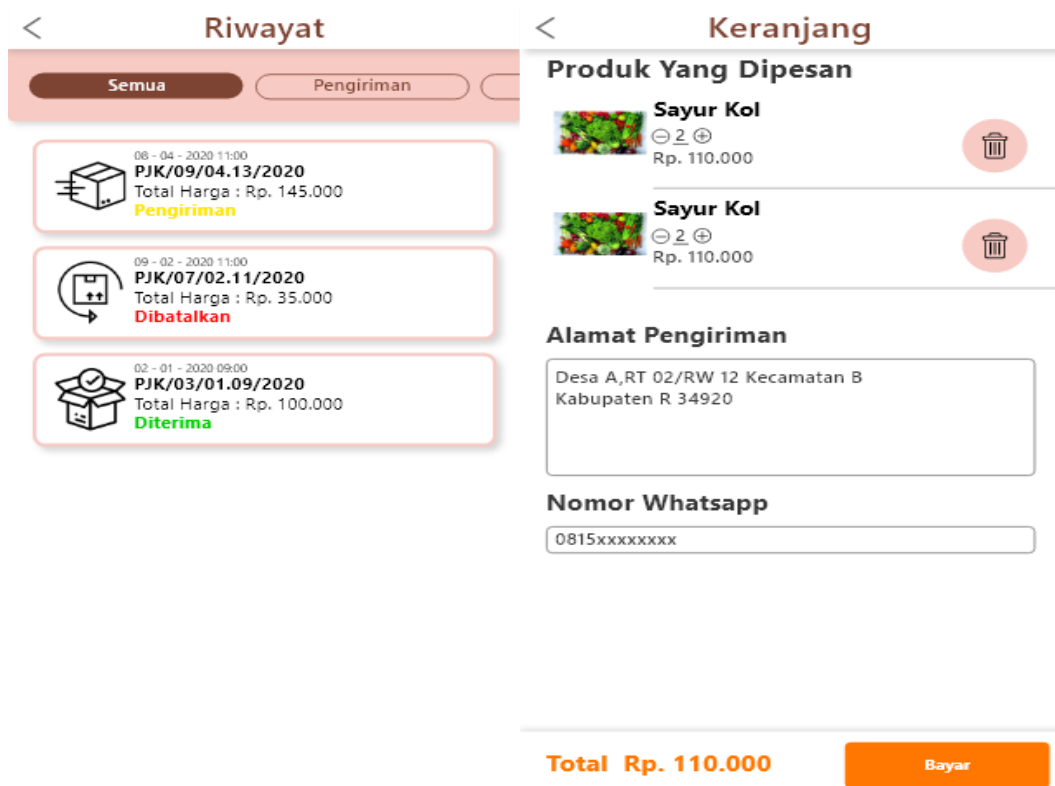 Riwayat
Semua
Pengiriman
08 - 04 - 2020 11:00
PJK/09/04.13/2020
Total Harga : Rp. 145.000
Pengiriman
09 - 02 - 2020 11:00
PJK/07/02.11/2020
Total Harga : Rp. 35.000
Dibatalkan
02 - 01 - 2020 09:00
PJK/03/01.09/2020
Total Harga : Rp. 100.000
Diterima
Keranjang
Produk Yang Dipesan
Sayur Kol
2
Rp. 110.000
Sayur Kol
2
Rp. 110.000
Alamat Pengiriman
Desa A,RT 02/RW 12 Kecamatan B
Kabupaten R 34920
Nomor Whatsapp
0815xxxxxxxx
Total Rp. 110.000
Bayar